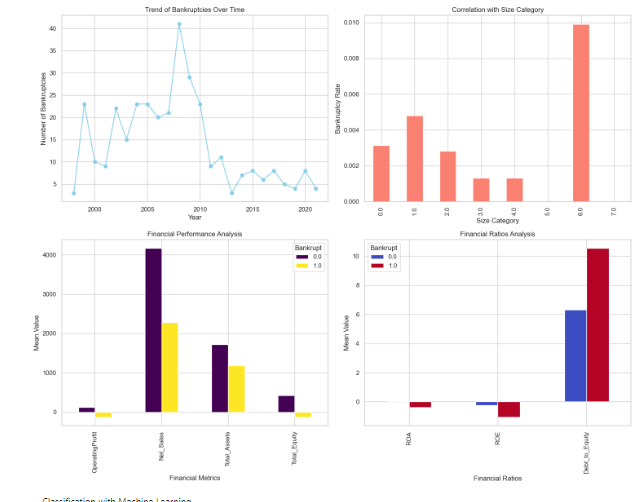 Trend of Bankruptcies Over Time
40
35
30
25
20
15
10
5
Number of Bankruptcies
2000
2005
2010
2015
2020
Year
Correlation with Size Category
0.010
0.008
0.006
0.004
0.002
0.000
Bankruptcy Rate
0.0
1.0
2.0
3.0
4.0
5.0
6.0
7.0
Size Category
Financial Performance Analysis
Bankrupt
0.0
1.0
4000
3000
2000
1000
0
Mean Value
OperatingProfit
Net_Sales
Total_Assets
Total_Equity
Financial Metrics
Financial Ratios Analysis
Bankrupt
0.0
1.0
10
8
6
4
2
0
Mean Value
ROA
ROE
Debt_to_Equity
Financial Ratios
Classification with Machine Learning